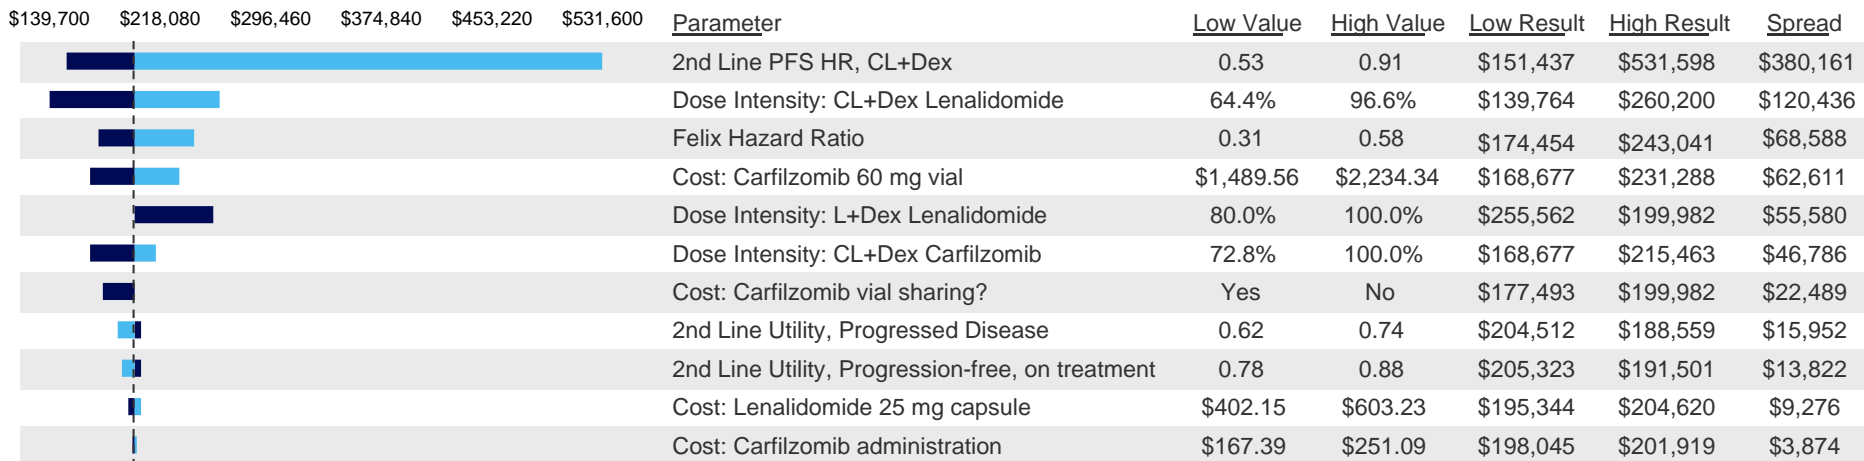 $139,700 $218,080 $296,460 $374,840 $453,220 $531,600 Parameter Low Value High Value Low Result High Result Spread
2nd Line PFS HR, CL+Dex 0.53 0.91 $151,437 $531,598 $380,161
Dose Intensity: CL+Dex Lenalidomide 64.4% 96.6% $139,764 $260,200 $120,436
Felix Hazard Ratio 0.31 0.58 $174,454 $243,041 $68,588
Cost: Carfilzomib 60 mg vial $1,489.56 $2,234.34 $168,677 $231,288 $62,611
Dose Intensity: L+Dex Lenalidomide 80.0% 100.0% $255,562 $199,982 $55,580
Dose Intensity: CL+Dex Carfilzomib 72.8% 100.0% $168,677 $215,463 $46,786
Cost: Carfilzomib vial sharing? Yes No $177,493 $199,982 $22,489
2nd Line Utility, Progressed Disease 0.62 0.74 $204,512 $188,559 $15,952
2nd Line Utility, Progression-free, on treatment 0.78 0.88 $205,323 $191,501 $13,822
Cost: Lenalidomide 25 mg capsule $402.15 $603.23 $195,344 $204,620 $9,276
Cost: Carfilzomib administration $167.39 $251.09 $198,045 $201,919 $3,874